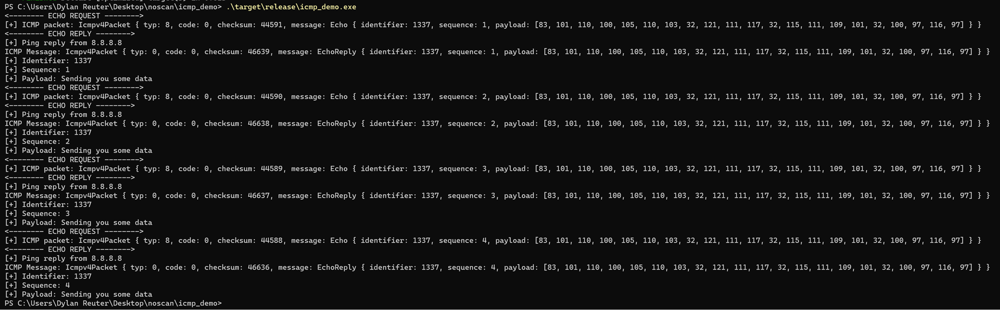 PS C:\Users\Dylan Reuter\Desktop\noscan\icmp_demo> .\target\release\icmp_demo.exe
<-------- ECHO REQUEST -------->
[+] ICMP packet: Icmpv4Packet { typ: 8, code: 0, checksum: 44591, message: Echo { identifier: 1337, sequence: 1, payload: [83, 101, 110, 100, 105, 110, 103, 32, 121, 111, 117, 32, 115, 111, 109, 101, 32, 100, 97, 116, 97] } }
<-------- ECHO REPLY -------->
[+] Ping reply from 8.8.8.8
ICMP Message: Icmpv4Packet { typ: 0, code: 0, checksum: 46639, message: EchoReply { identifier: 1337, sequence: 1, payload: [83, 101, 110, 100, 105, 110, 103, 32, 121, 111, 117, 32, 115, 111, 109, 101, 32, 100, 97, 116, 97] } }
[+] Identifier: 1337
[+] Sequence: 1
[+] Payload: Sending you some data
<-------- ECHO REQUEST -------->
[+] ICMP packet: Icmpv4Packet { typ: 8, code: 0, checksum: 44590, message: Echo { identifier: 1337, sequence: 2, payload: [83, 101, 110, 100, 105, 110, 103, 32, 121, 111, 117, 32, 115, 111, 109, 101, 32, 100, 97, 116, 97] } }
<-------- ECHO REPLY -------->
[+] Ping reply from 8.8.8.8
ICMP Message: Icmpv4Packet { typ: 0, code: 0, checksum: 46638, message: EchoReply { identifier: 1337, sequence: 2, payload: [83, 101, 110, 100, 105, 110, 103, 32, 121, 111, 117, 32, 115, 111, 109, 101, 32, 100, 97, 116, 97] } }
[+] Identifier: 1337
[+] Sequence: 2
[+] Payload: Sending you some data
<-------- ECHO REQUEST -------->
[+] ICMP packet: Icmpv4Packet { typ: 8, code: 0, checksum: 44589, message: Echo { identifier: 1337, sequence: 3, payload: [83, 101, 110, 100, 105, 110, 103, 32, 121, 111, 117, 32, 115, 111, 109, 101, 32, 100, 97, 116, 97] } }
<-------- ECHO REPLY -------->
[+] Ping reply from 8.8.8.8
ICMP Message: Icmpv4Packet { typ: 0, code: 0, checksum: 46637, message: EchoReply { identifier: 1337, sequence: 3, payload: [83, 101, 110, 100, 105, 110, 103, 32, 121, 111, 117, 32, 115, 111, 109, 101, 32, 100, 97, 116, 97] } }
[+] Identifier: 1337
[+] Sequence: 3
[+] Payload: Sending you some data
<-------- ECHO REQUEST -------->
[+] ICMP packet: Icmpv4Packet { typ: 8, code: 0, checksum: 44588, message: Echo { identifier: 1337, sequence: 4, payload: [83, 101, 110, 100, 105, 110, 103, 32, 121, 111, 117, 32, 115, 111, 109, 101, 32, 100, 97, 116, 97] } }
<-------- ECHO REPLY -------->
[+] Ping reply from 8.8.8.8
ICMP Message: Icmpv4Packet { typ: 0, code: 0, checksum: 46636, message: EchoReply { identifier: 1337, sequence: 4, payload: [83, 101, 110, 100, 105, 110, 103, 32, 121, 111, 117, 32, 115, 111, 109, 101, 32, 100, 97, 116, 97] } }
[+] Identifier: 1337
[+] Sequence: 4
[+] Payload: Sending you some data
PS C:\Users\Dylan Reuter\Desktop\noscan\icmp_demo>